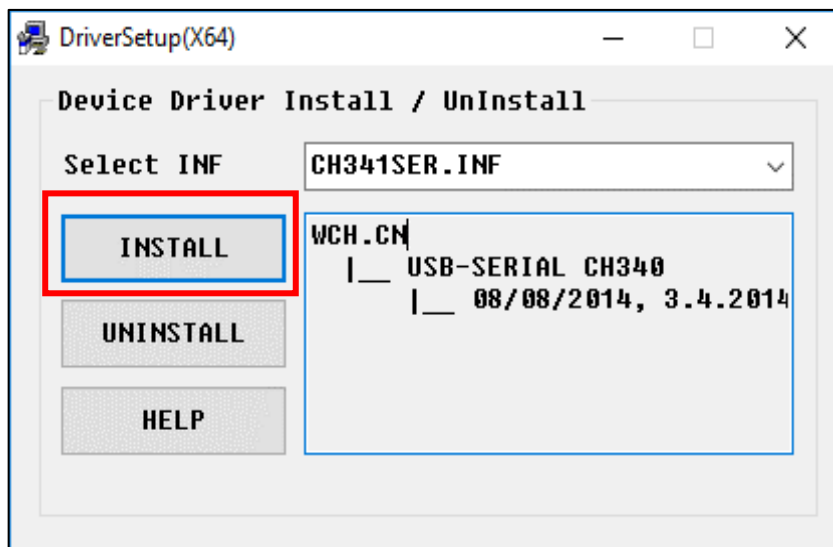 DriverSetup(X64)
Device Driver Install / UnInstall
Select INF
CH341SER.INF
INSTALL
WCH.CN
|__ USB-SERIAL CH340
|__ 08/08/2014, 3.4.2014
UNINSTALL
HELP